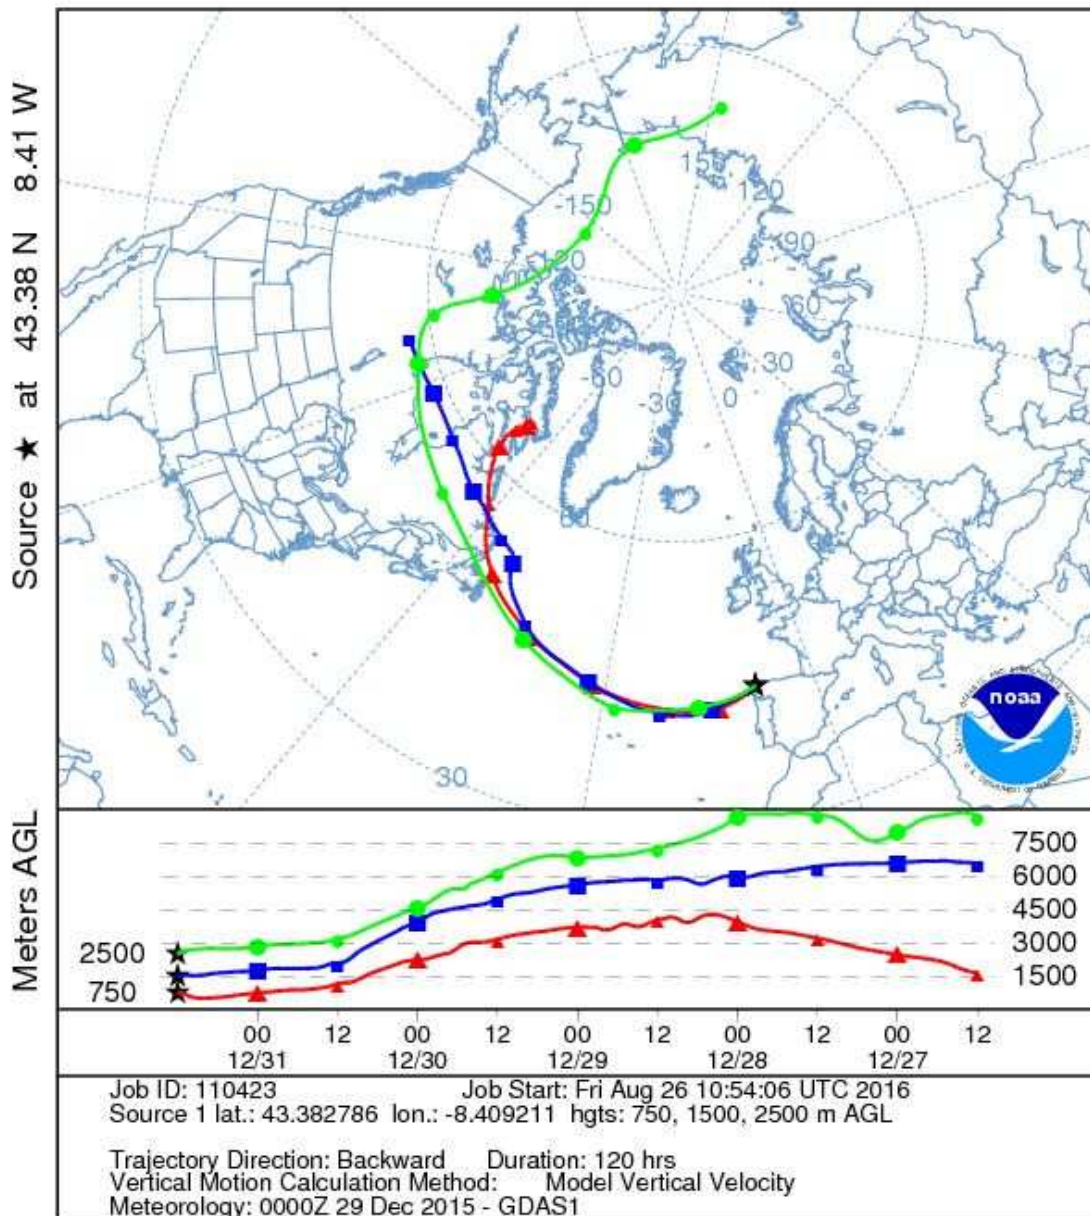 Source ★ at 43.38 N 8.41 W
-150
150
120
-120
90
60
-60
30
-30
0
30
noaa
Meters AGL
7500
6000
4500
3000
1500
2500
750
00 12 00 12 00 12 00 12 00 12
12/31 12/30 12/29 12/28 12/27
Job ID: 110423 Job Start: Fri Aug 26 10:54:06 UTC 2016
Source 1 lat.: 43.382786 lon.: -8.409211 hgts: 750, 1500, 2500 m AGL
Trajectory Direction: Backward Duration: 120 hrs
Vertical Motion Calculation Method: Model Vertical Velocity
Meteorology: 0000Z 29 Dec 2015 - GDAS1